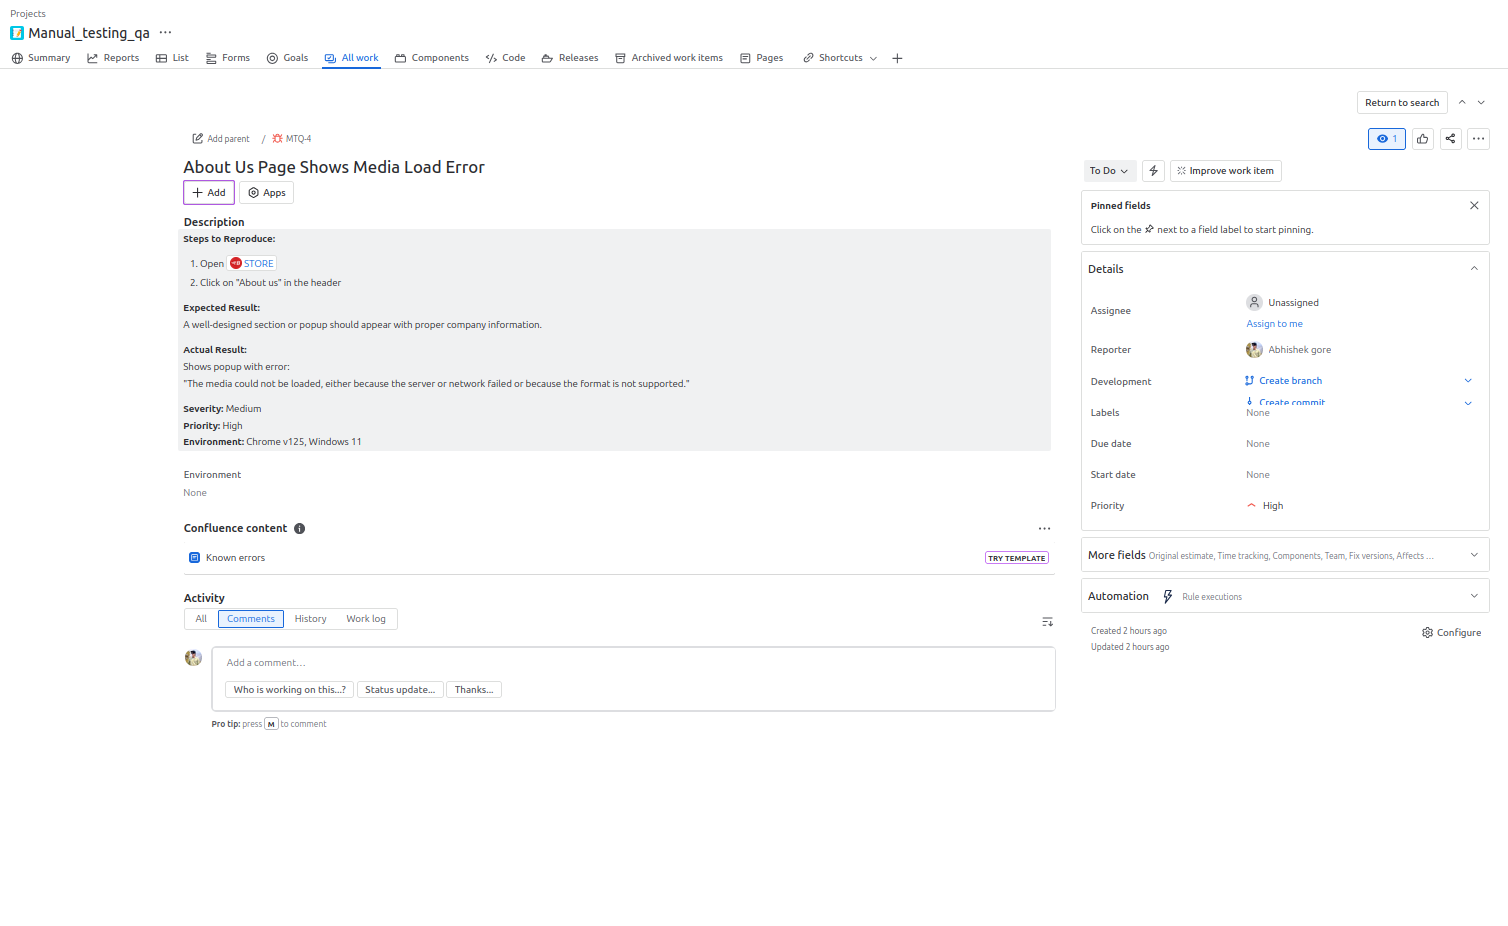 Projects
Manual_testing_qa ...
Summary Reports List Forms Goals All work Components Code Releases Archived work items Pages Shortcuts
Return to search
Add parent / MTQ-4
1
About Us Page Shows Media Load Error
To Do Improve work item
Add Apps
Pinned fields
Click on the next to a field label to start pinning.
Description
Steps to Reproduce:
1. Open STORE
2. Click on "About us" in the header
Expected Result:
A well-designed section or popup should appear with proper company information.
Actual Result:
Shows popup with error:
"The media could not be loaded, either because the server or network failed or because the format is not supported."
Severity: Medium
Priority: High
Environment: Chrome v125, Windows 11
Environment
None
Details
Assignee Unassigned
Assign to me
Reporter Abhishek gore
Development Create branch
Create commit
Labels None
Due date None
Start date None
Priority High
Confluence content
Known errors TRY TEMPLATE
More fields Original estimate, Time tracking, Components, Team, Fix versions, Affects ...
Automation Rule executions
Created 2 hours ago
Updated 2 hours ago
Configure
Activity
All Comments History Work log
Add a comment...
Who is working on this...? Status update... Thanks...
Pro tip: press M to comment